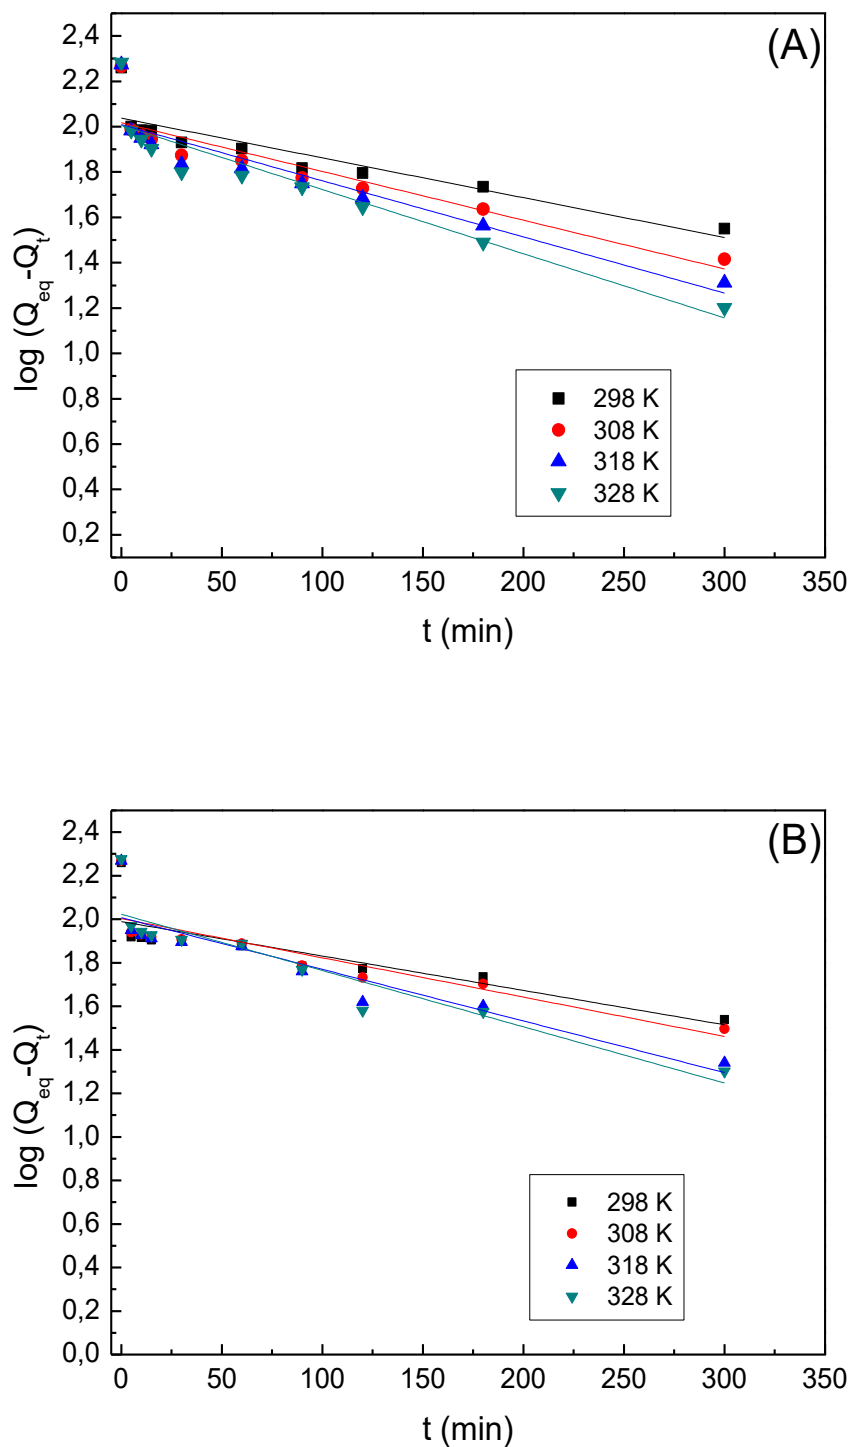 (A)
2,4
2,2
2,0
1,8
1,6
1,4
1,2
1,0
0,8
0,6
0,4
0,2
log (Q_eq-Q_t)
298 K
308 K
318 K
328 K
0 50 100 150 200 250 300 350
t (min)
(B)
2,4
2,2
2,0
1,8
1,6
1,4
1,2
1,0
0,8
0,6
0,4
0,2
0,0
log (Q_eq-Q_t)
298 K
308 K
318 K
328 K
0 50 100 150 200 250 300 350
t (min)